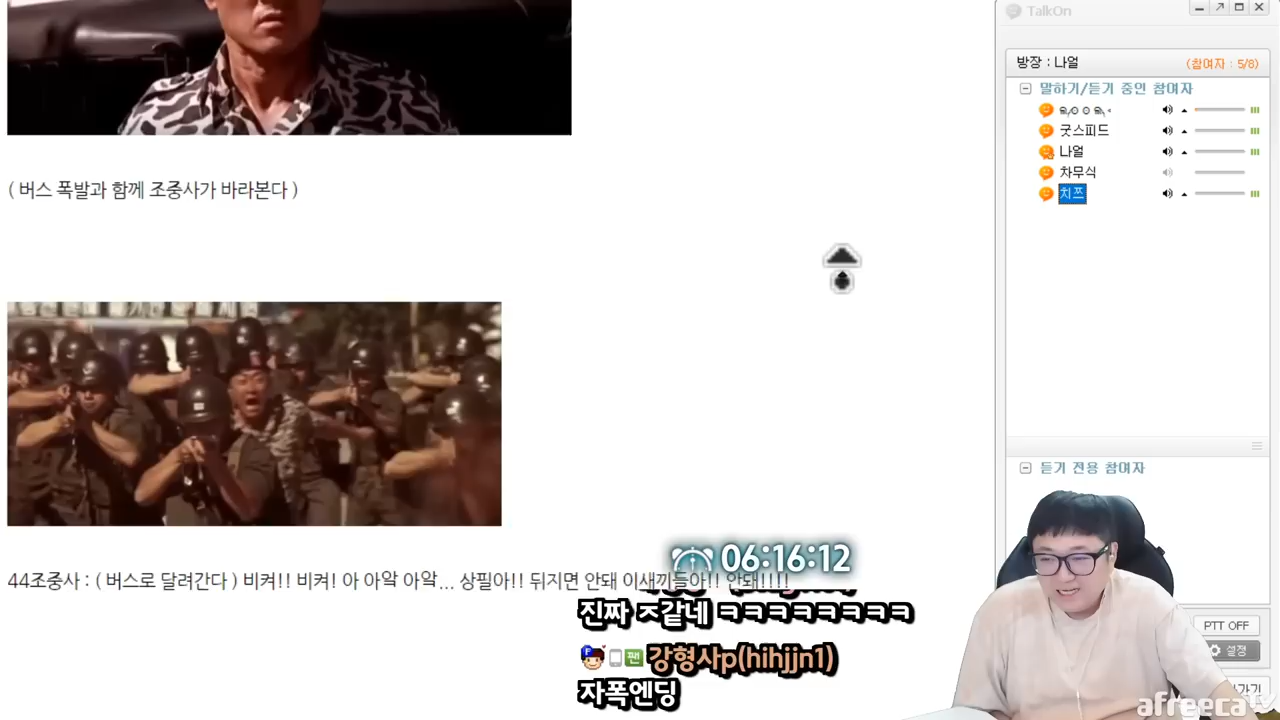 TalkOn
방장 : 나얼
(참여자 : 5/8)
말하기/듣기 중인 참여자
굿스피드
나얼
차무식
치쯔
( 버스 폭발과 함께 조중사가 바라본다 )
듣기 전용 참여자
06:16:12
44조중사 : ( 버스로 달려간다 ) 비켜!! 비켜! 아 아악 아악... 상필아!! 뒤지면 안돼 이새끼들아!! 안돼!!!!
진짜 ㅈ같네 ㅋㅋㅋㅋㅋㅋㅋㅋ
PTT OFF
설정
팬 강형사p(hihjjn1)
자폭엔딩
afreecaTV